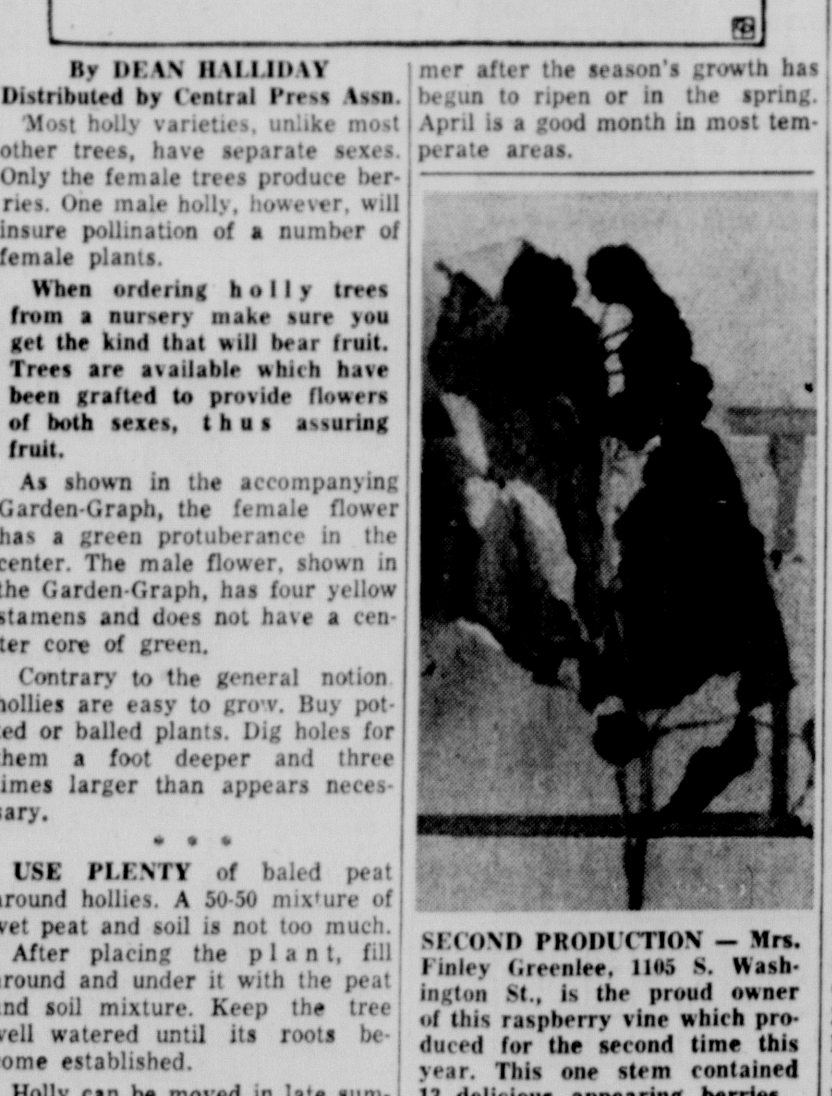 By DEAN HALLIDAY
Distributed by Central Press Assn.
Most holly varieties, unlike most
other trees, have separate sexes.
Only the female trees produce ber-
ries. One male holly, however, will
insure pollination of a number of
female plants.
When ordering holly trees
from a nursery make sure you
get the kind that will bear fruit.
Trees are available which have
been grafted to provide flowers
of both sexes, thus assuring
fruit.
As shown in the accompanying
Garden-Graph, the female flower
has a green protuberance in the
center. The male flower, shown in
the Garden-Graph, has four yellow
stamens and does not have a cen-
ter core of green.
Contrary to the general notion
hollies are easy to grow. Buy pot-
ted or balled plants. Dig holes for
them a foot deeper and three
times larger than appears neces-
sary.
* * *
USE PLENTY of baled peat
around hollies. A 50-50 mixture of
wet peat and soil is not too much.
After placing the plant, fill
around and under it with the peat
and soil mixture. Keep the tree
well watered until its roots be-
come established.
Holly can be moved in late sum-
mer after the season's growth has
begun to ripen or in the spring.
April is a good month in most tem-
perate areas.
SECOND PRODUCTION — Mrs.
Finley Greenlee, 1105 S. Wash-
ington St., is the proud owner
of this raspberry vine which pro-
duced for the second time this
year. This one stem contained
12 delicious appearing berries